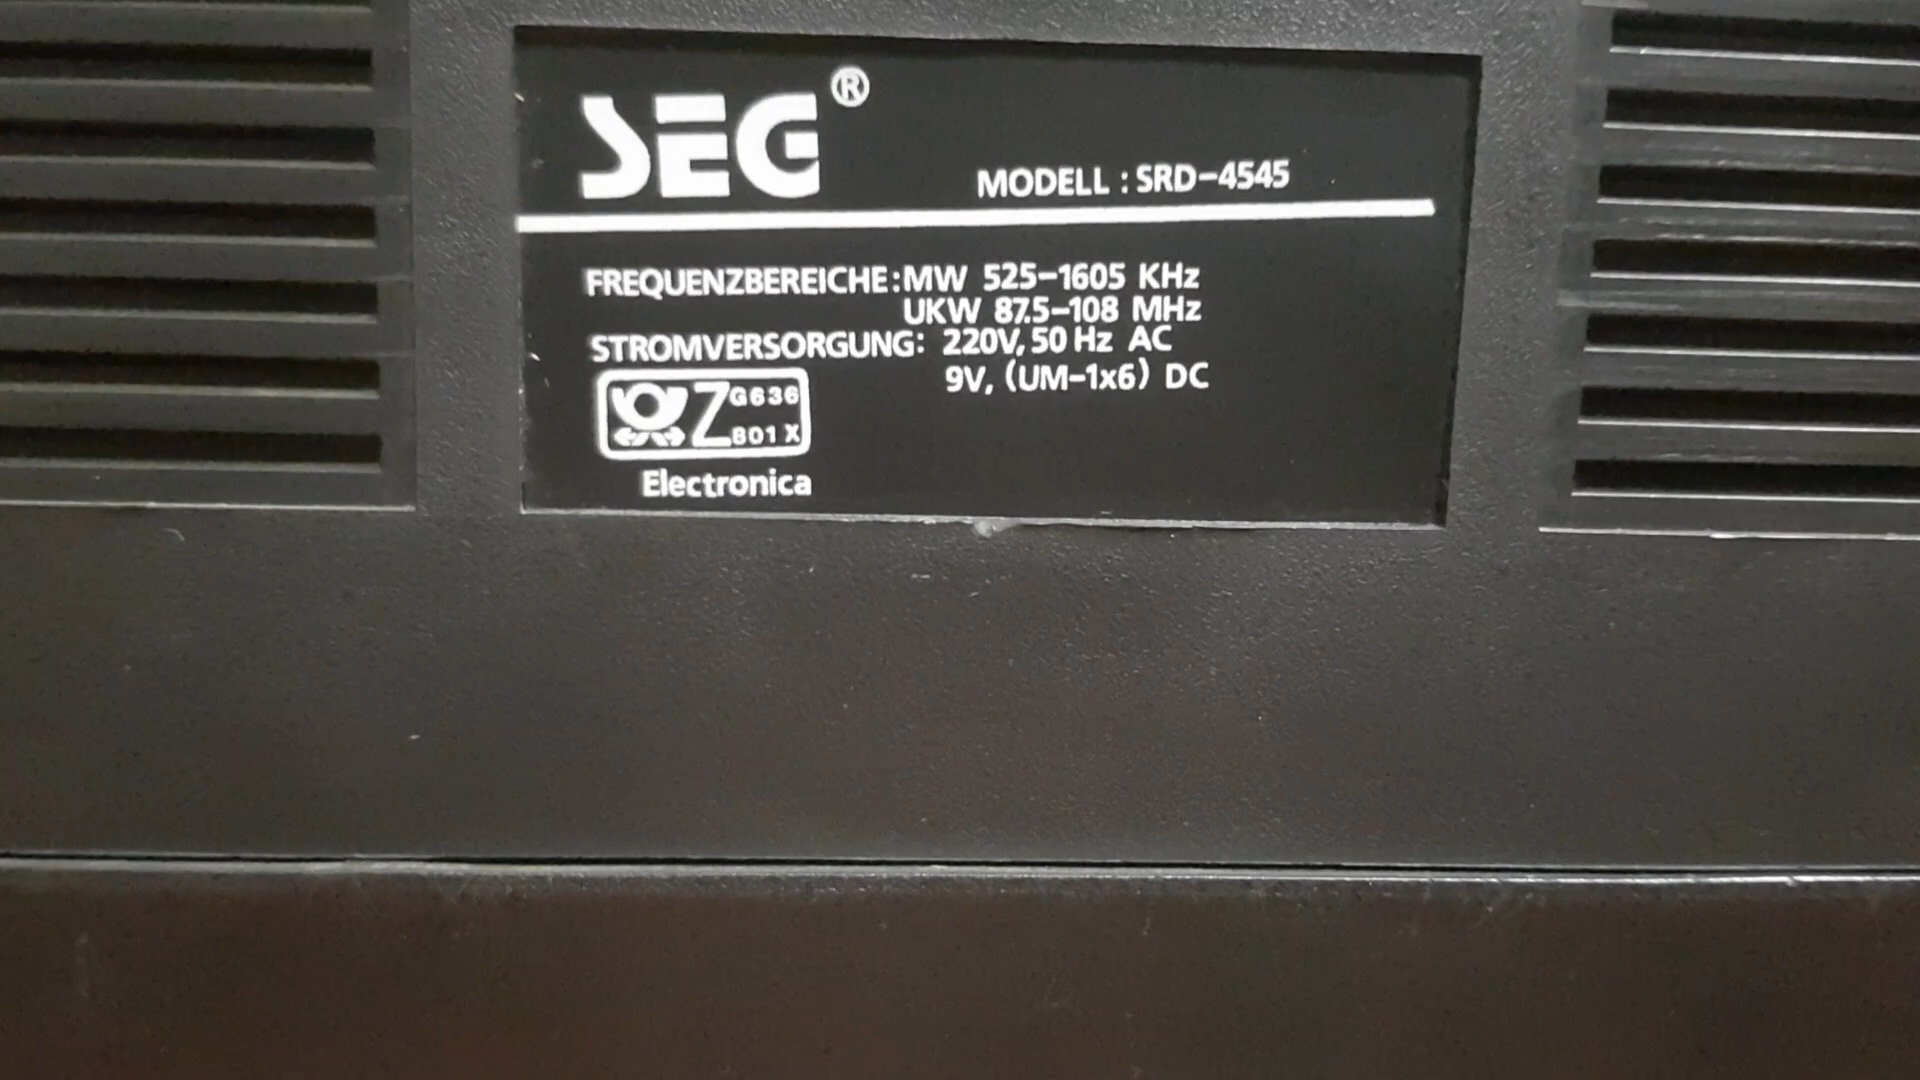 SEG®
MODELL : SRD-4545
FREQUENZBEREICHE: MW 525-1605 KHz
UKW 87.5-108 MHz
STROMVERSORGUNG: 220V, 50 Hz AC
9V, (UM-1x6) DC
Z G636
801 X
Electronica